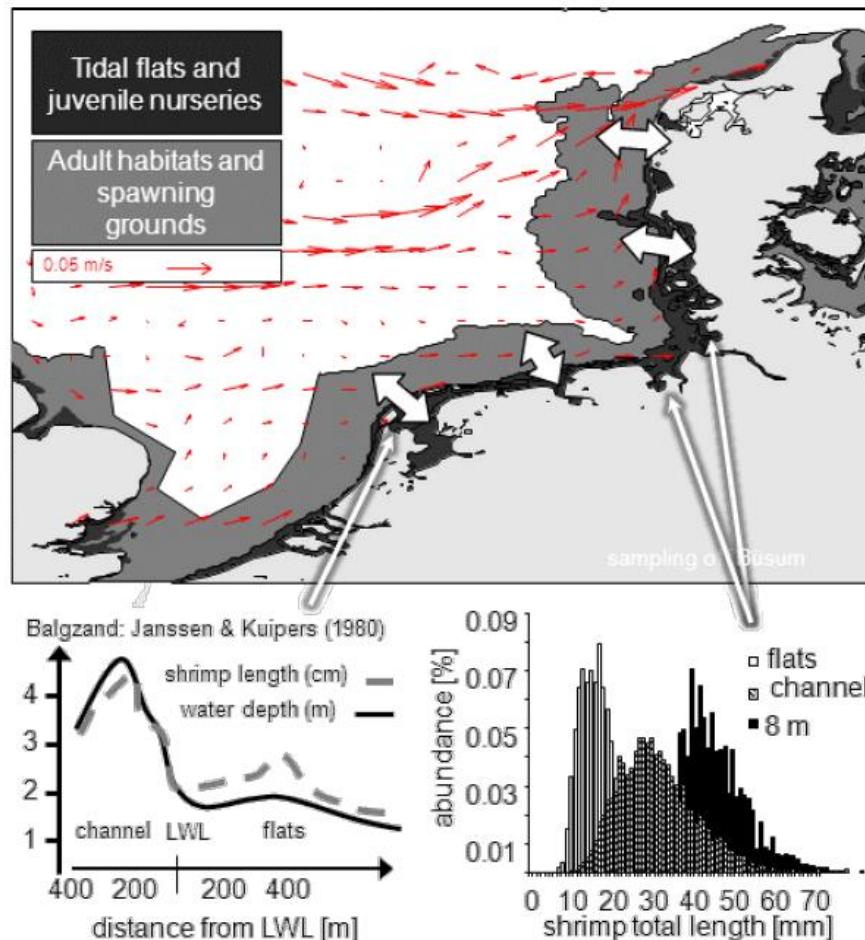 Tidal flats and
juvenile nurseries
Adult habitats and
spawning
grounds
0.05 m/s
sampling o. Büsum
Balgzand: Janssen & Kuipers (1980)
shrimp length (cm)
water depth (m)
4
3
2
1
channel
LWL
flats
400 200 200 400
distance from LWL [m]
abundance [%]
0.09
0.07
0.05
0.03
0.01
flats
channel
8 m
0 10 20 30 40 50 60 70
shrimp total length [mm]